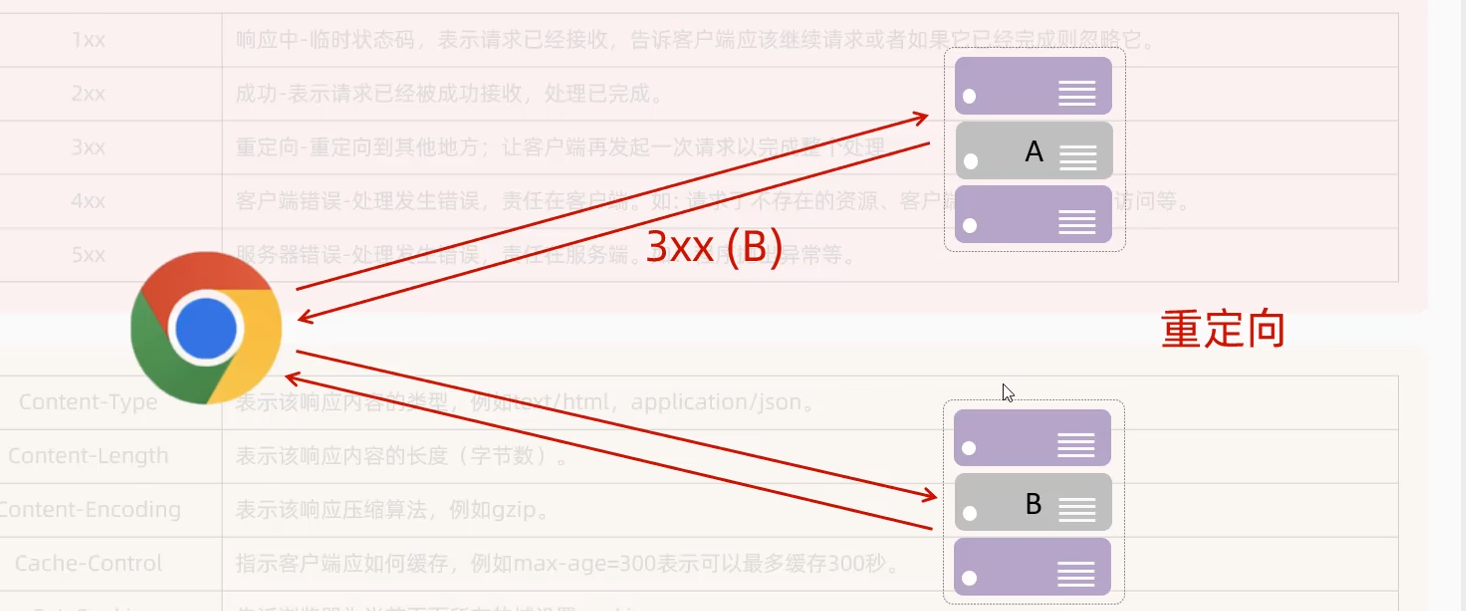 1xx 响应中-临时状态码，表示请求已经接收，告诉客户端应该继续请求或者如果它已经完成则忽略它。
2xx 成功-表示请求已经被成功接收，处理已完成。
3xx 重定向-重定向到其他地方；让客户端再发起一次请求以完成整个处理
A
4xx 客户端错误-处理发生错误，责任在客户端。如：请求了不存在的资源、客户端 访问等。
5xx 服务器错误-处理发生错误，责任在服务端。 异常等。
3xx (B)
重定向
Content-Type 表示该响应内容的类型，例如text/html，application/json。
Content-Length 表示该响应内容的长度（字节数）。
B
Content-Encoding 表示该响应压缩算法，例如gzip。
Cache-Control 指示客户端应如何缓存，例如max-age=300表示可以最多缓存300秒。